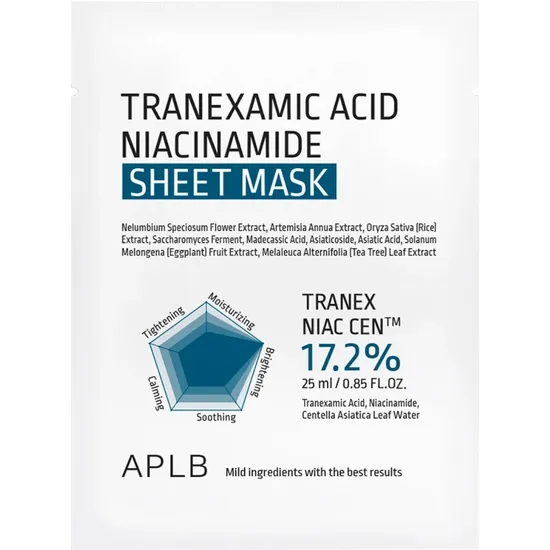 TRANEXAMIC ACID
NIACINAMIDE
SHEET MASK
Nelumbium Speciosum Flower Extract, Artemisia Annua Extract, Oryza Sativa (Rice)
Extract, Saccharomyces Ferment, Madecassic Acid, Asiaticoside, Asiatic Acid, Solanum
Melongena (Eggplant) Fruit Extract, Melaleuca Alternifolia (Tea Tree) Leaf Extract
Moisturizing
Tightening
Brightening
Calming
Soothing
TRANEX
NIAC CEN™
17.2%
25 ml / 0.85 FL.OZ.
Tranexamic Acid, Niacinamide,
Centella Asiatica Leaf Water
APLB
Mild ingredients with the best results